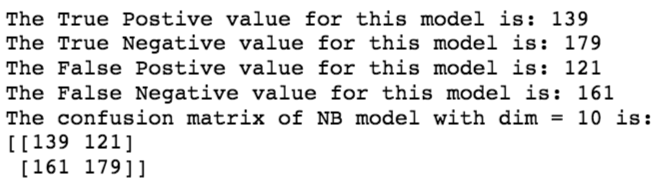 The True Postive value for this model is: 139
The True Negative value for this model is: 179
The False Postive value for this model is: 121
The False Negative value for this model is: 161
The confusion matrix of NB model with dim = 10 is:
[[139 121]
 [161 179]]